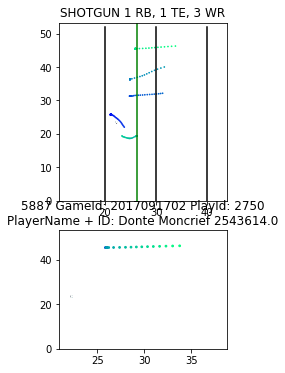 SHOTGUN 1 RB, 1 TE, 3 WR
50
40
30
20
10
0
20 30 40
5887 GameId: 2017091702 PlayId: 2750
PlayerName + ID: Donte Moncrief 2543614.0
40
20
0
25 30 35